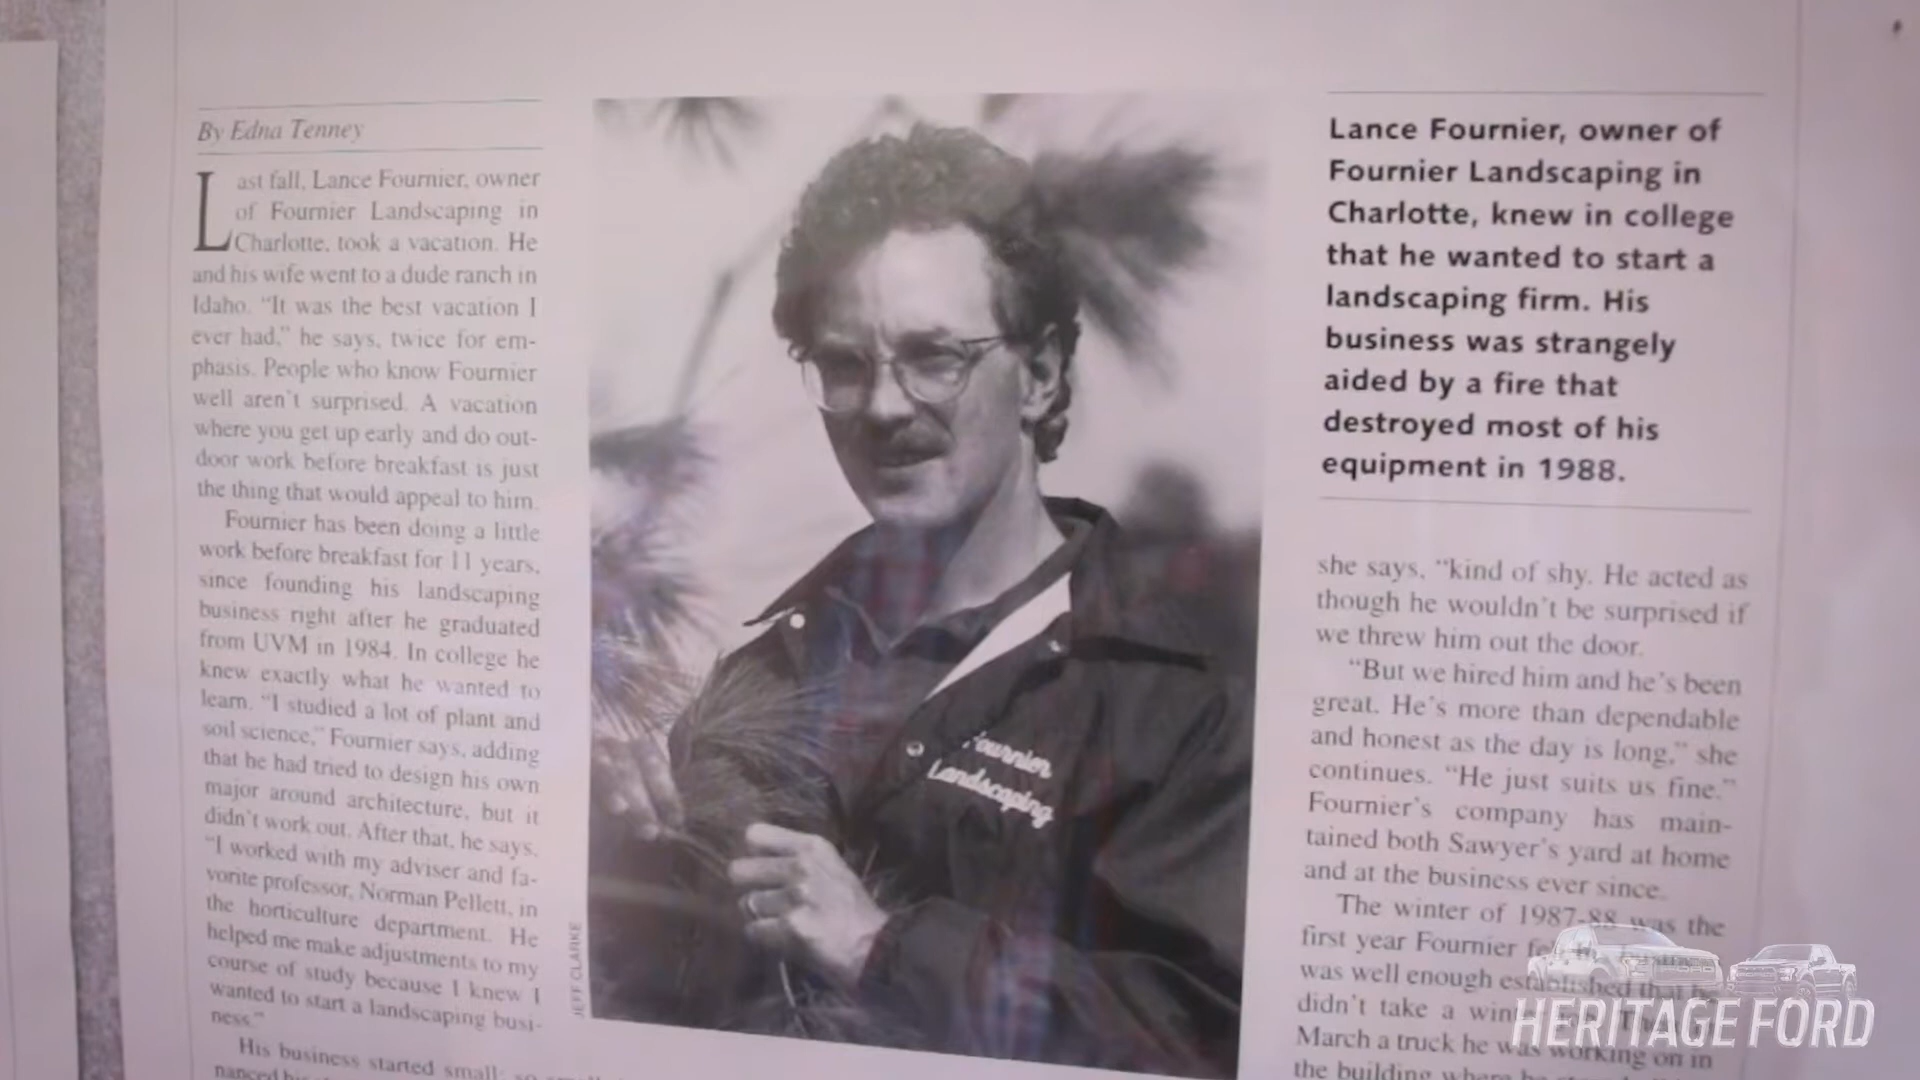 By Edna Tenney
Last fall, Lance Fournier, owner
of Fournier Landscaping in
Charlotte, took a vacation. He
and his wife went to a dude ranch in
Idaho. “It was the best vacation I
ever had,” he says, twice for em-
phasis. People who know Fournier
well aren’t surprised. A vacation
where you get up early and do out-
door work before breakfast is just
the thing that would appeal to him.
Fournier has been doing a little
work before breakfast for 11 years,
since founding his landscaping
business right after he graduated
from UVM in 1984. In college he
knew exactly what he wanted to
learn. “I studied a lot of plant and
soil science,” Fournier says, adding
that he had tried to design his own
major around architecture, but it
didn’t work out. After that, he says,
“I worked with my adviser and fa-
vorite professor, Norman Pellett, in
the horticulture department. He
helped me make adjustments to my
course of study because I knew I
wanted to start a landscaping busi-
ness.”
His business started small;
JEFF CLARKE
Fournier
Landscaping
Lance Fournier, owner of
Fournier Landscaping in
Charlotte, knew in college
that he wanted to start a
landscaping firm. His
business was strangely
aided by a fire that
destroyed most of his
equipment in 1988.
she says, “kind of shy. He acted as
though he wouldn’t be surprised if
we threw him out the door.
“But we hired him and he’s been
great. He’s more than dependable
and honest as the day is long,” she
continues. “He just suits us fine.”
Fournier’s company has main-
tained both Sawyer’s yard at home
and at the business ever since.
The winter of 1987-88 was the
first year Fournier
was well enough established that
didn’t take a
March a truck he was working on in
the building where he
HERITAGE FORD